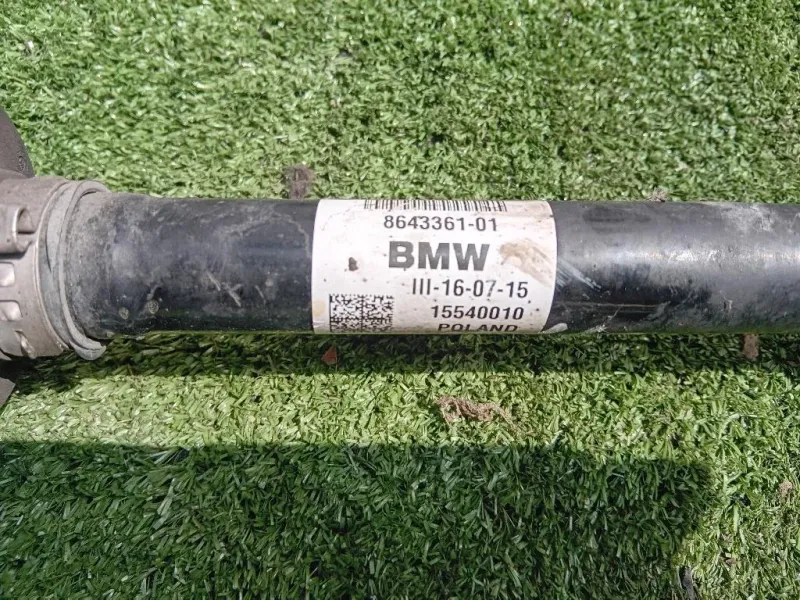 8643361-01
BMW
III-16-07-15
15540010
POLAND